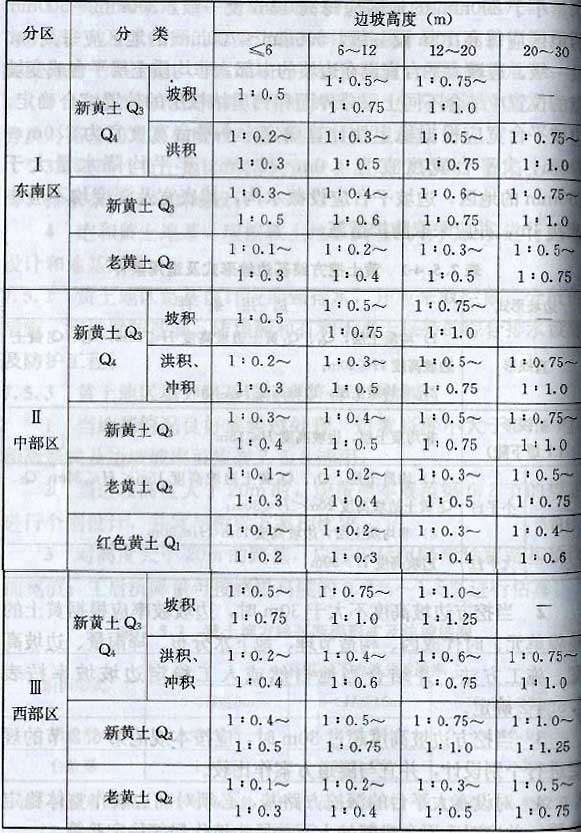 分区 分类 边坡高度（m）
≤6 6～12 12～20 20～30
I 东南区
新黄土 Q₃ Q₄ 坡积 1∶0.5 1∶0.5～1∶0.75 1∶0.75～1∶1.0
洪积 1∶0.2～1∶0.3 1∶0.3～1∶0.5 1∶0.5～1∶0.75 1∶0.75～1∶1.0
新黄土 Q₃ 1∶0.3～1∶0.5 1∶0.4～1∶0.6 1∶0.6～1∶0.75 1∶0.75～1∶1.0
老黄土 Q₂ 1∶0.1～1∶0.3 1∶0.2～1∶0.4 1∶0.3～1∶0.5 1∶0.5～1∶0.75
Ⅱ 中部区
新黄土 Q₃ Q₄ 坡积 1∶0.5 1∶0.5～1∶0.75 1∶0.75～1∶1.0
洪积、冲积 1∶0.2～1∶0.3 1∶0.3～1∶0.5 1∶0.5～1∶0.75 1∶0.75～1∶1.0
新黄土 Q₃ 1∶0.3～1∶0.4 1∶0.4～1∶0.5 1∶0.5～1∶0.75 1∶0.75～1∶1.0
老黄土 Q₂ 1∶0.1～1∶0.3 1∶0.2～1∶0.4 1∶0.3～1∶0.5 1∶0.5～1∶0.75
红色黄土 Q₁ 1∶0.1～1∶0.2 1∶0.2～1∶0.3 1∶0.3～1∶0.4 1∶0.4～1∶0.6
Ⅲ 西部区
新黄土 Q₃ Q₄ 坡积 1∶0.5～1∶0.75 1∶0.75～1∶1.0 1∶1.0～1∶1.25
洪积、冲积 1∶0.2～1∶0.4 1∶0.4～1∶0.6 1∶0.6～1∶0.75 1∶0.75～1∶1.0
新黄土 Q₃ 1∶0.4～1∶0.5 1∶0.5～1∶0.75 1∶0.75～1∶1.0 1∶1.0～1∶1.25
老黄土 Q₂ 1∶0.1～1∶0.3 1∶0.2～1∶0.4 1∶0.3～1∶0.5 1∶0.5～1∶0.75